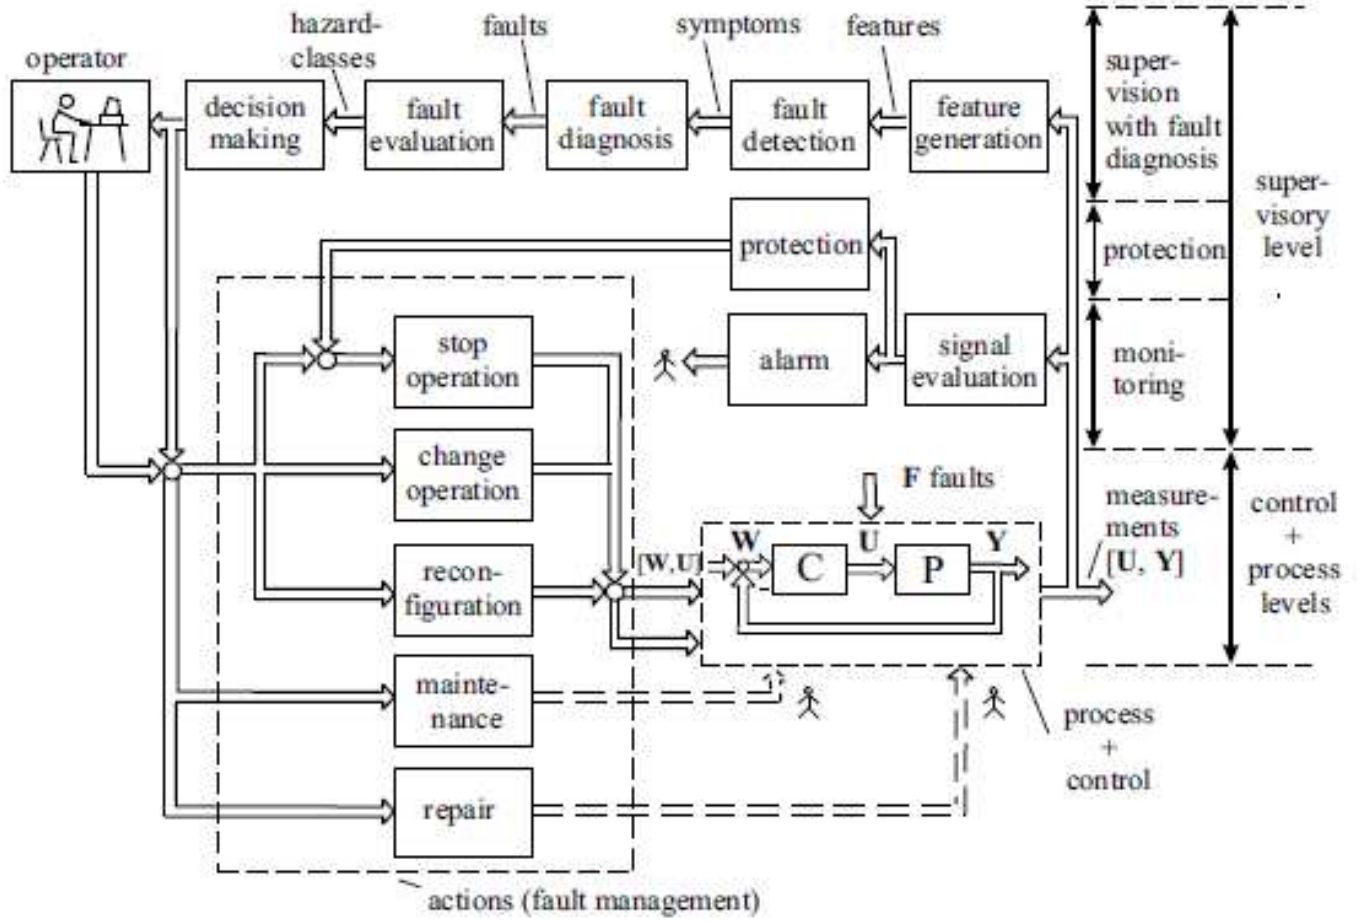 operator
hazard-
classes
faults
symptoms
features
decision
making
fault
evaluation
fault
diagnosis
fault
detection
feature
generation
super-
vision
with fault
diagnosis
super-
visory
level
protection
protection
stop
operation
alarm
signal
evaluation
moni-
toring
change
operation
F faults
measure-
ments
[U, Y]
control
+
process
levels
[W,U]
W
C
U
P
Y
recon-
figuration
mainte-
nance
process
+
control
repair
actions (fault management)